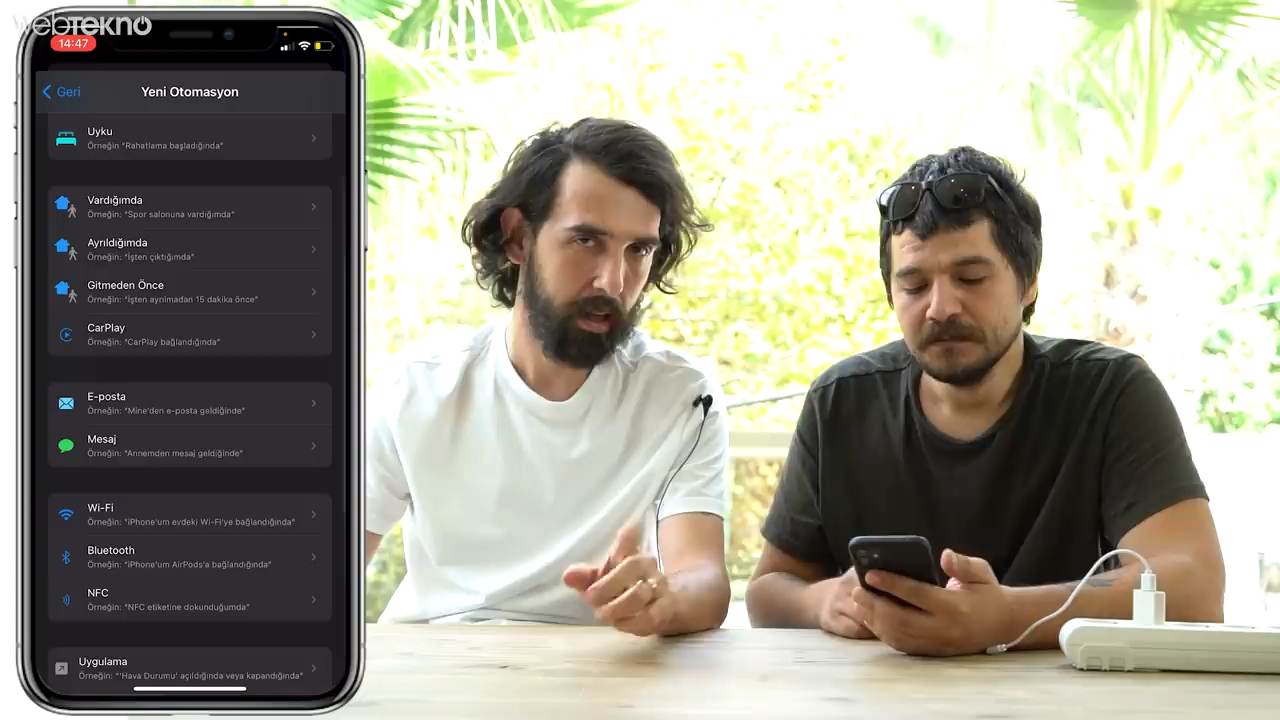 webTEKNO
14:47
Geri
Yeni Otomasyon
Uyku
Örneğin "Rahatlama başladığında"
Vardığımda
Örneğin: "Spor salonuna vardığımda"
Ayrıldığımda
Örneğin: "İşten çıktığımda"
Gitmeden Önce
Örneğin: "İşten ayrılmadan 15 dakika önce"
CarPlay
Örneğin: "CarPlay bağlandığında"
E-posta
Örneğin: "Mine'den e-posta geldiğinde"
Mesaj
Örneğin: "Annemden mesaj geldiğinde"
Wi-Fi
Örneğin: "iPhone'um evdeki Wi-Fi'ye bağlandığında"
Bluetooth
Örneğin: "iPhone'um AirPods'a bağlandığında"
NFC
Örneğin: "NFC etiketine dokunduğumda"
Uygulama
Örneğin: "'Hava Durumu' açıldığında veya kapandığında"